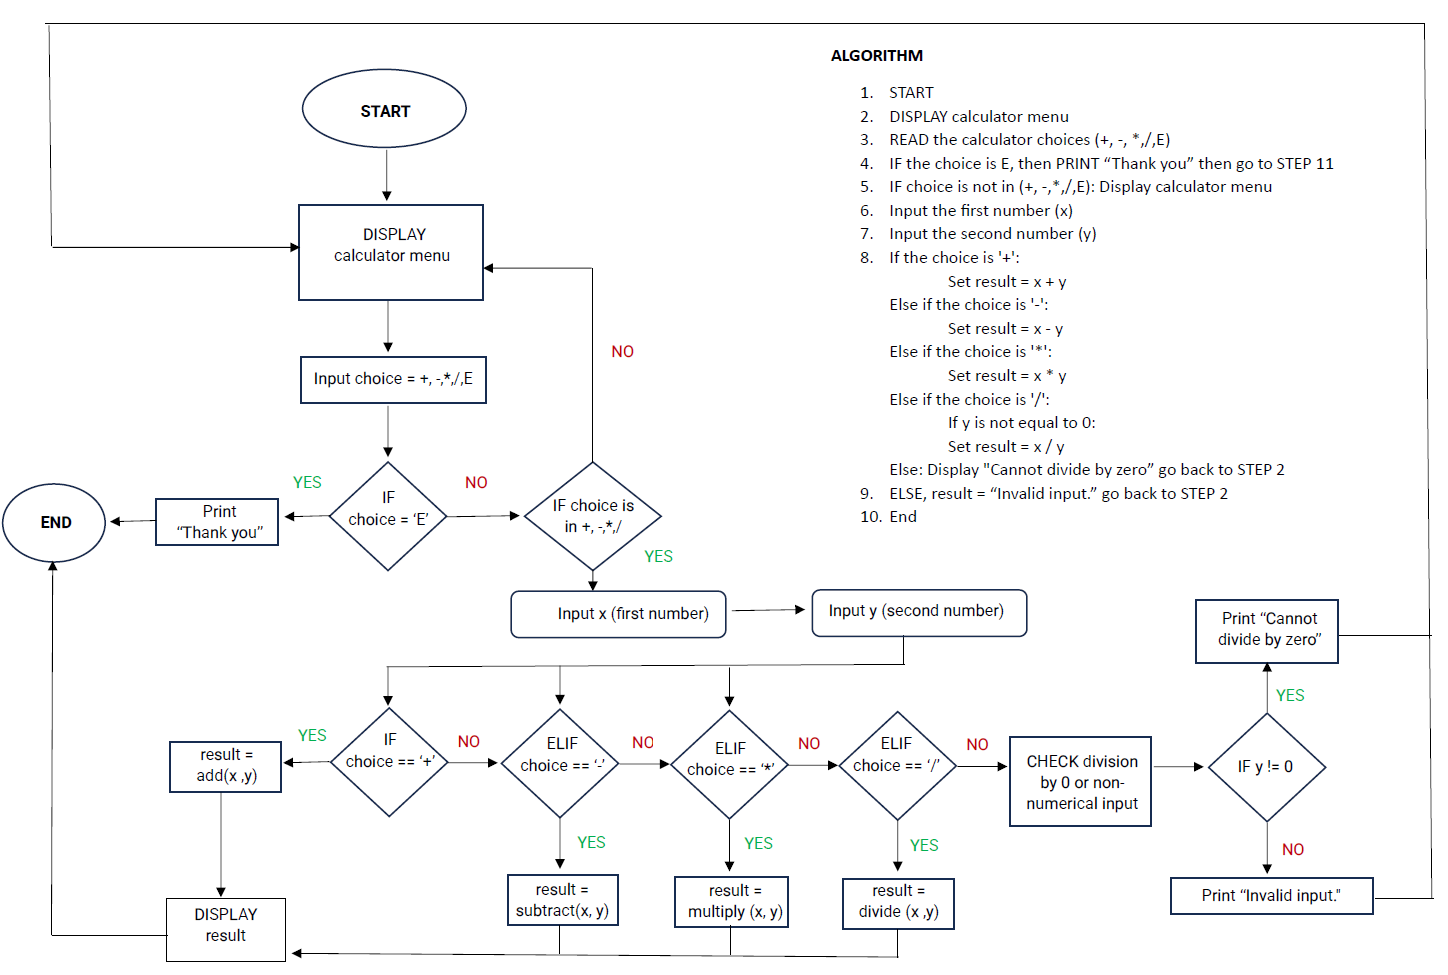 ALGORITHM
1. START
2. DISPLAY calculator menu
3. READ the calculator choices (+, -, *,/,E)
4. IF the choice is E, then PRINT “Thank you” then go to STEP 11
5. IF choice is not in (+, -,*,/,E): Display calculator menu
6. Input the first number (x)
7. Input the second number (y)
8. If the choice is '+':
Set result = x + y
Else if the choice is '-':
Set result = x - y
Else if the choice is '*':
Set result = x * y
Else if the choice is '/':
If y is not equal to 0:
Set result = x / y
Else: Display "Cannot divide by zero” go back to STEP 2
9. ELSE, result = “Invalid input.” go back to STEP 2
10. End
START
DISPLAY
calculator menu
NO
Input choice = +, -,*,/,E
YES
IF
choice = ‘E’
NO
IF choice is
in +, -,*,/
YES
Print
“Thank you”
END
Input x (first number)
Input y (second number)
IF
choice == ‘+’
YES
result =
add(x ,y)
NO
ELIF
choice == ‘-’
NO
ELIF
choice == ‘*’
NO
ELIF
choice == ‘/’
NO
CHECK division
by 0 or non-
numerical input
IF y != 0
YES
Print “Cannot
divide by zero”
NO
Print “Invalid input."
YES
result =
subtract(x, y)
YES
result =
multiply (x, y)
YES
result =
divide (x ,y)
DISPLAY
result